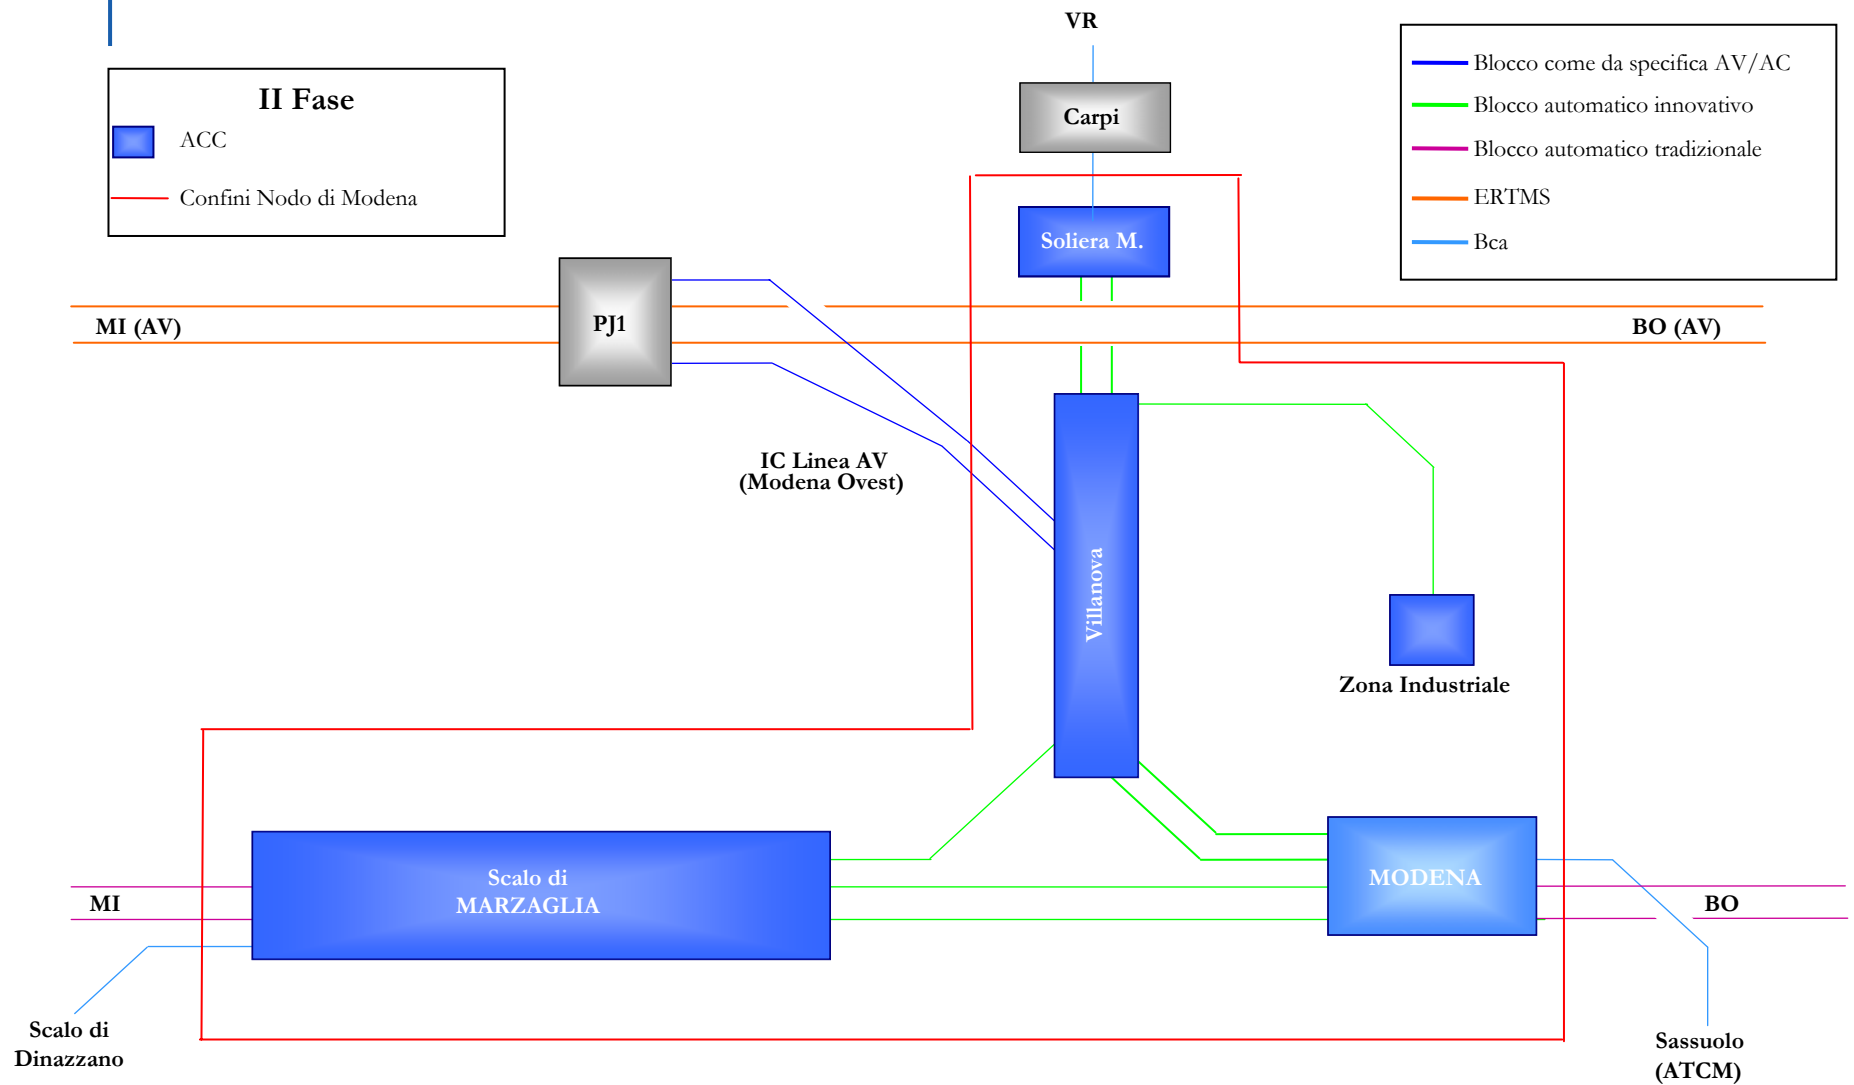 VR
II Fase
ACC
Confini Nodo di Modena
Blocco come da specifica AV/AC
Blocco automatico innovativo
Blocco automatico tradizionale
ERTMS
Bca
Carpi
Soliera M.
MI (AV)
PJ1
BO (AV)
IC Linea AV
(Modena Ovest)
Villanova
Zona Industriale
Scalo di
MARZAGLIA
MODENA
MI
BO
Scalo di
Dinazzano
Sassuolo
(ATCM)